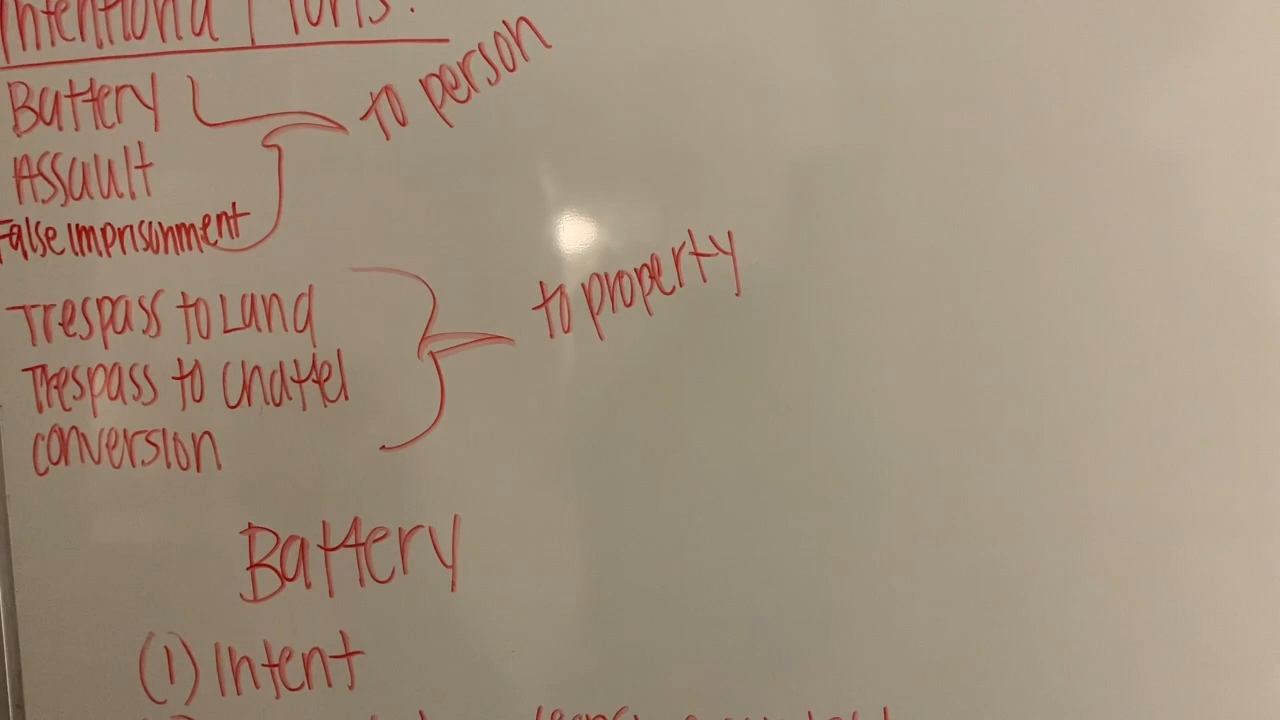 Intentional Torts:
Battery
Assault
False Imprisonment
to person
Trespass to Land
Trespass to Chattel
conversion
to property
Battery
(1) Intent